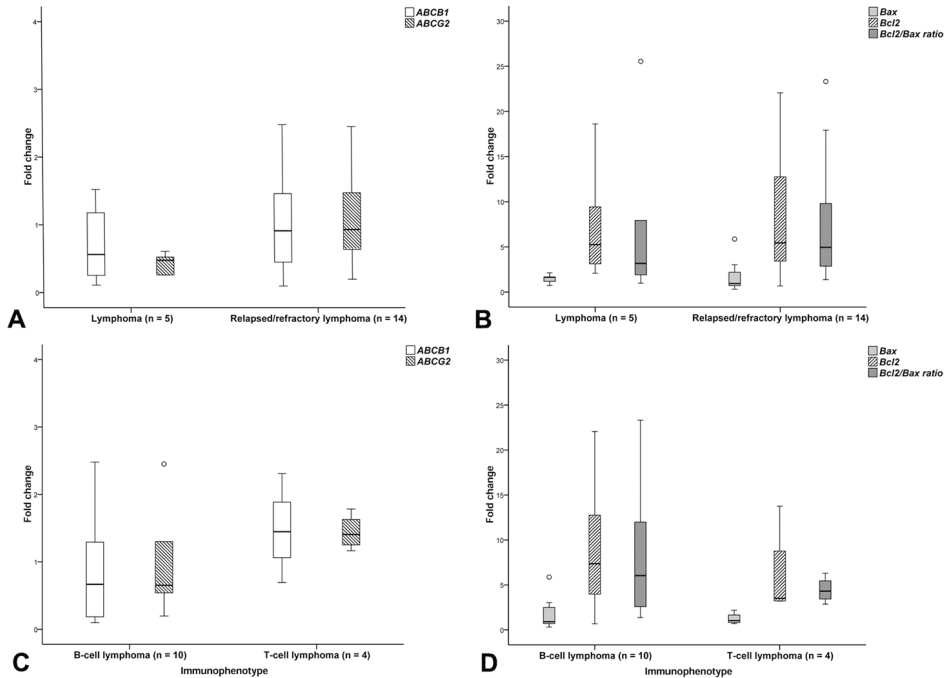 ABCB1
ABCG2
Fold change
4
3
2
1
0
Lymphoma (n = 5)
Relapsed/refractory lymphoma (n = 14)
A
Bax
Bcl2
Bcl2/Bax ratio
Fold change
30
25
20
15
10
5
0
Lymphoma (n = 5)
Relapsed/refractory lymphoma (n = 14)
B
ABCB1
ABCG2
Fold change
4
3
2
1
0
B-cell lymphoma (n = 10)
T-cell lymphoma (n = 4)
Immunophenotype
C
Bax
Bcl2
Bcl2/Bax ratio
Fold change
30
25
20
15
10
5
0
B-cell lymphoma (n = 10)
T-cell lymphoma (n = 4)
Immunophenotype
D